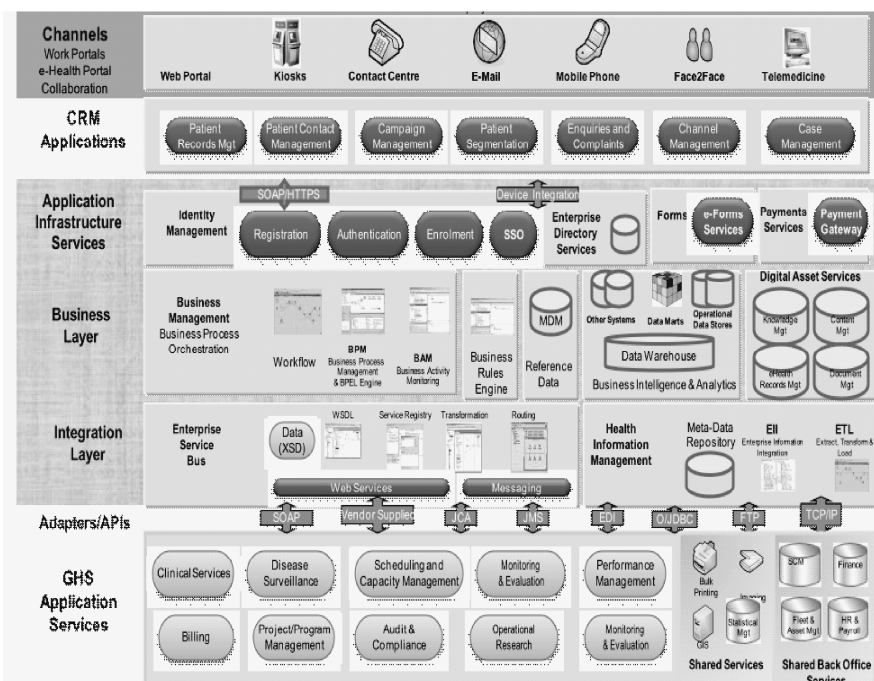 Channels
Work Portals
e-Health Portal
Collaboration
Web Portal
Kiosks
Contact Centre
E-Mail
Mobile Phone
Face2Face
Telemedicine
CRM
Applications
Patient
Records Mgt
Patient Contact
Management
Campaign
Management
Patient
Segmentation
Enquiries and
Complaints
Channel
Management
Case
Management
Application
Infrastructure
Services
SOAP/HTTPS
Device Integration
Identity
Management
Registration
Authentication
Enrolment
SSO
Enterprise
Directory
Services
Forms
e-Forms
Services
Payments
Services
Payment
Gateway
Business
Layer
Business
Management
Business Process
Orchestration
Workflow
BPM
Business Process
Management
& BPEL Engine
BAM
Business Activity
Monitoring
Business
Rules
Engine
MDM
Reference
Data
Other Systems
Data Marts
Operational
Data Stores
Data Warehouse
Business Intelligence & Analytics
Digital Asset Services
Knowledge
Mgt
Content
Mgt
eHealth
Records Mgt
Document
Mgt
Integration
Layer
Enterprise
Service
Bus
Data
(XSD)
WSDL
Service Registry
Transformation
Routing
Web Services
Messaging
Health
Information
Management
Meta-Data
Repository
EII
Enterprise Information
Integration
ETL
Extract, Transform &
Load
Adapters/APIs
SOAP
Vendor Supplied
JCA
JMS
EDI
O/JDBC
FTP
TCP/IP
GHS
Application
Services
Clinical Services
Disease
Surveillance
Scheduling and
Capacity Management
Monitoring
& Evaluation
Performance
Management
Billing
Project/Program
Management
Audit &
Compliance
Operational
Research
Monitoring
& Evaluation
Bulk
Printing
Imaging
GIS
Statistical
Mgt
Shared Services
SCM
Finance
Fleet &
Asset Mgt
HR &
Payroll
Shared Back Office
Services